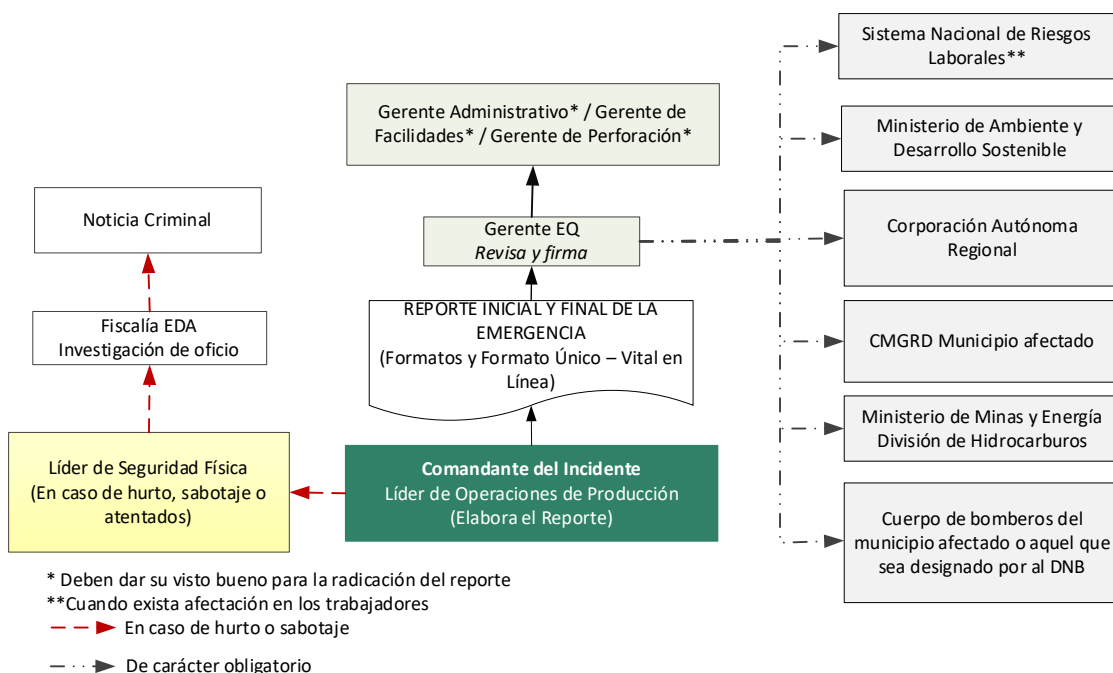 Sistema Nacional de Riesgos
Laborales**
Gerente Administrativo* / Gerente de
Facilidades* / Gerente de Perforación*
Ministerio de Ambiente y
Desarrollo Sostenible
Noticia Criminal
Gerente EQ
Revisa y firma
Corporación Autónoma
Regional
Fiscalía EDA
Investigación de oficio
REPORTE INICIAL Y FINAL DE LA
EMERGENCIA
(Formatos y Formato Único – Vital en
Línea)
CMGRD Municipio afectado
Ministerio de Minas y Energía
División de Hidrocarburos
Líder de Seguridad Física
(En caso de hurto, sabotaje o
atentados)
Comandante del Incidente
Líder de Operaciones de Producción
(Elabora el Reporte)
Cuerpo de bomberos del
municipio afectado o aquel que
sea designado por al DNB
* Deben dar su visto bueno para la radicación del reporte
**Cuando exista afectación en los trabajadores
En caso de hurto o sabotaje
De carácter obligatorio